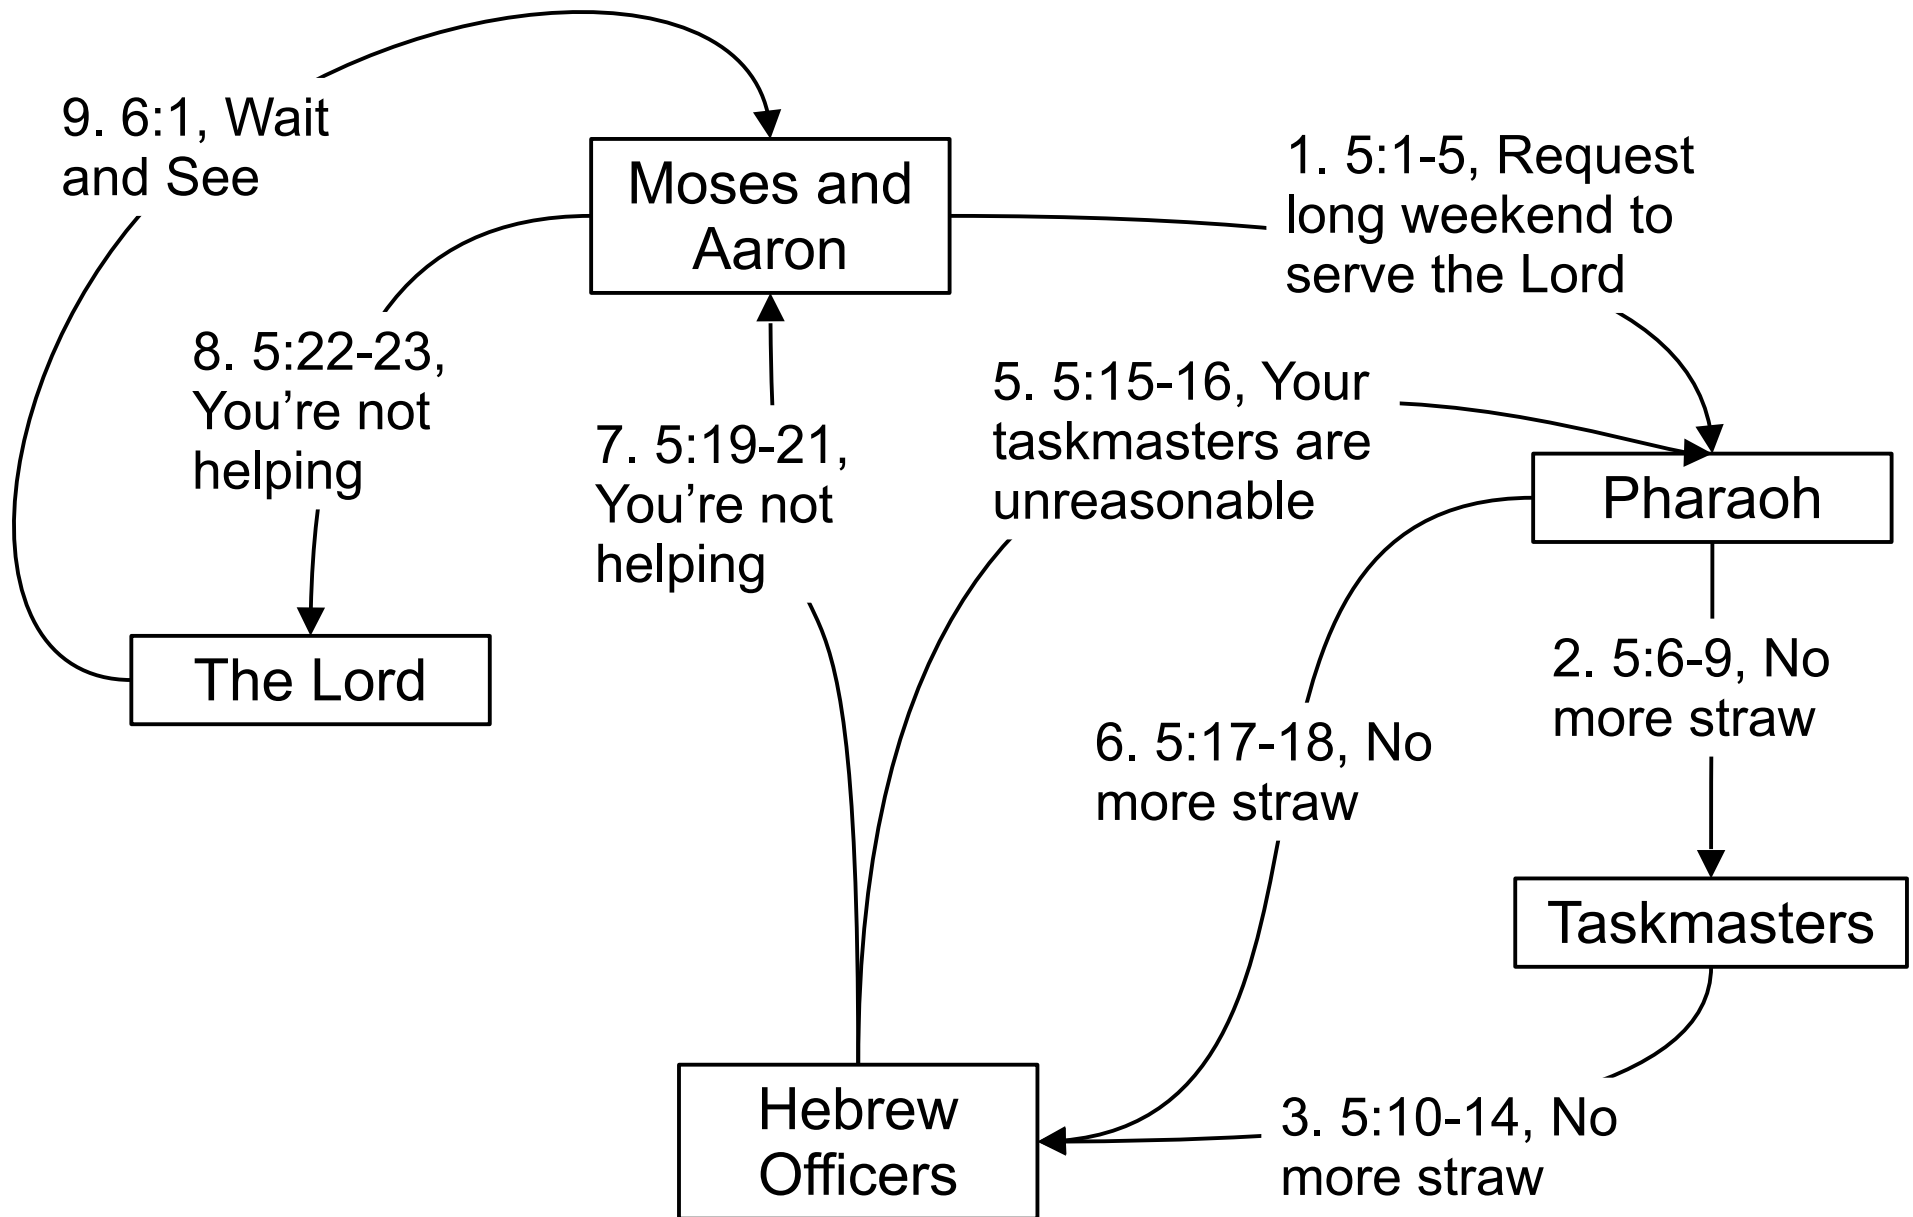 9. 6:1, Wait
and See
Moses and
Aaron
1. 5:1-5, Request
long weekend to
serve the Lord
8. 5:22-23,
You’re not
helping
7. 5:19-21,
You’re not
helping
5. 5:15-16, Your
taskmasters are
unreasonable
Pharaoh
The Lord
2. 5:6-9, No
more straw
6. 5:17-18, No
more straw
Taskmasters
Hebrew
Officers
3. 5:10-14, No
more straw